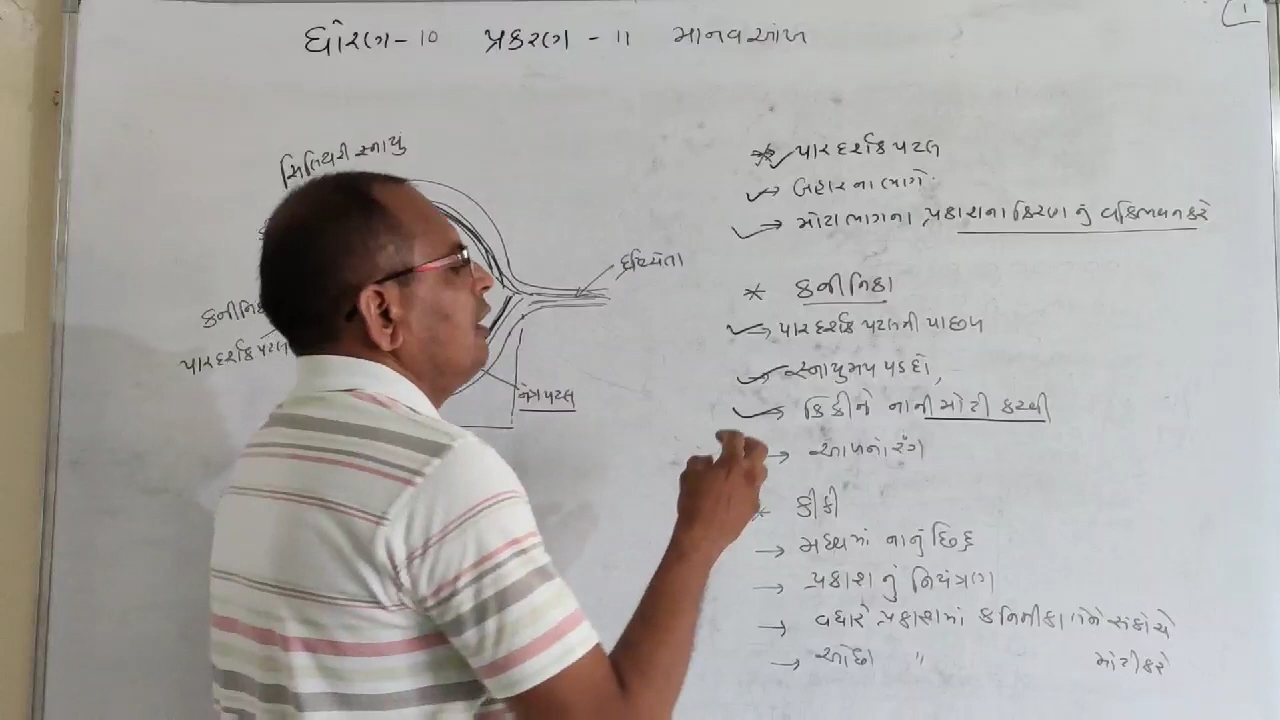 ધોરણ - 10 પ્રકરણ - 11 માનવઆંખ
1
સિલિયરી સ્નાયું
કનીનિ
પારદર્શક પટલ
દ્રષ્ટિચેતા
નેત્રપટલ
* પારદર્શક પટલ
→ બહારના ભાગે
→ મોટાભાગના પ્રકાશના કિરણનું વક્રિભવન કરે
* કનીનિકા
→ પારદર્શક પટલની પાછળ
→ સ્નાયુમય પડદો,
→ કિકીને નાની મોટી કરવી
→ આંખનો રંગ
* કીકી
→ મધ્યમાં નાનું છિદ્ર
→ પ્રકાશનું નિયંત્રણ
→ વધારે પ્રકાશમાં કનિનીકા તેને સંકોચે
→ ઓછો " મોટી કરે